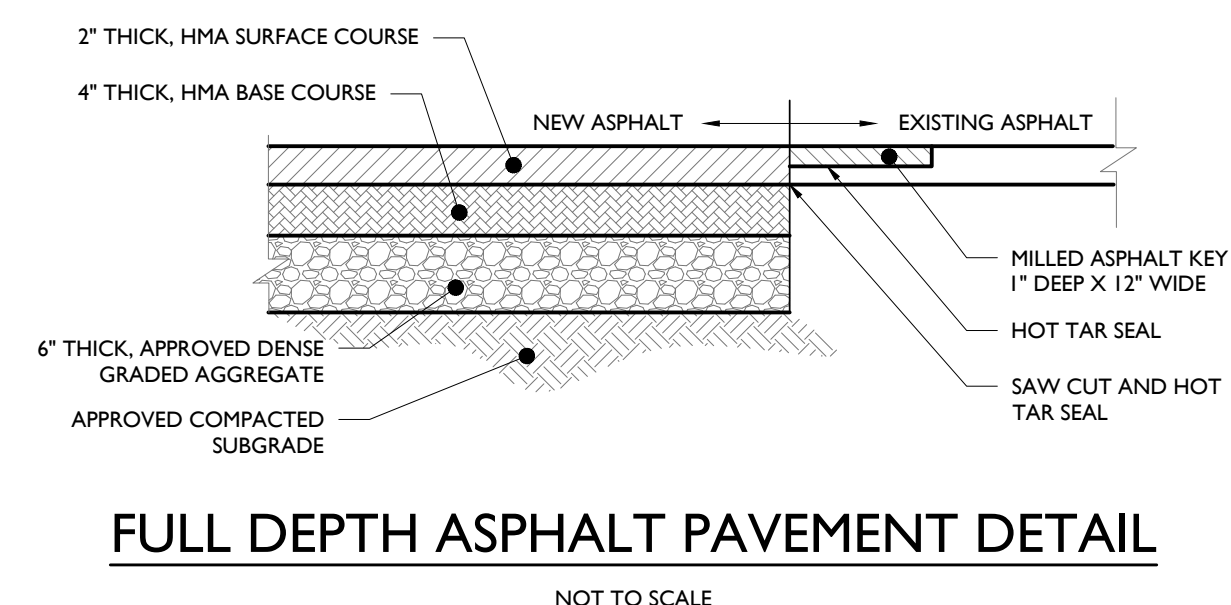 2" THICK, HMA SURFACE COURSE
4" THICK, HMA BASE COURSE
NEW ASPHALT
EXISTING ASPHALT
MILLED ASPHALT KEY
1" DEEP X 12" WIDE
HOT TAR SEAL
SAW CUT AND HOT
TAR SEAL
6" THICK, APPROVED DENSE
GRADED AGGREGATE
APPROVED COMPACTED
SUBGRADE
FULL DEPTH ASPHALT PAVEMENT DETAIL
NOT TO SCALE